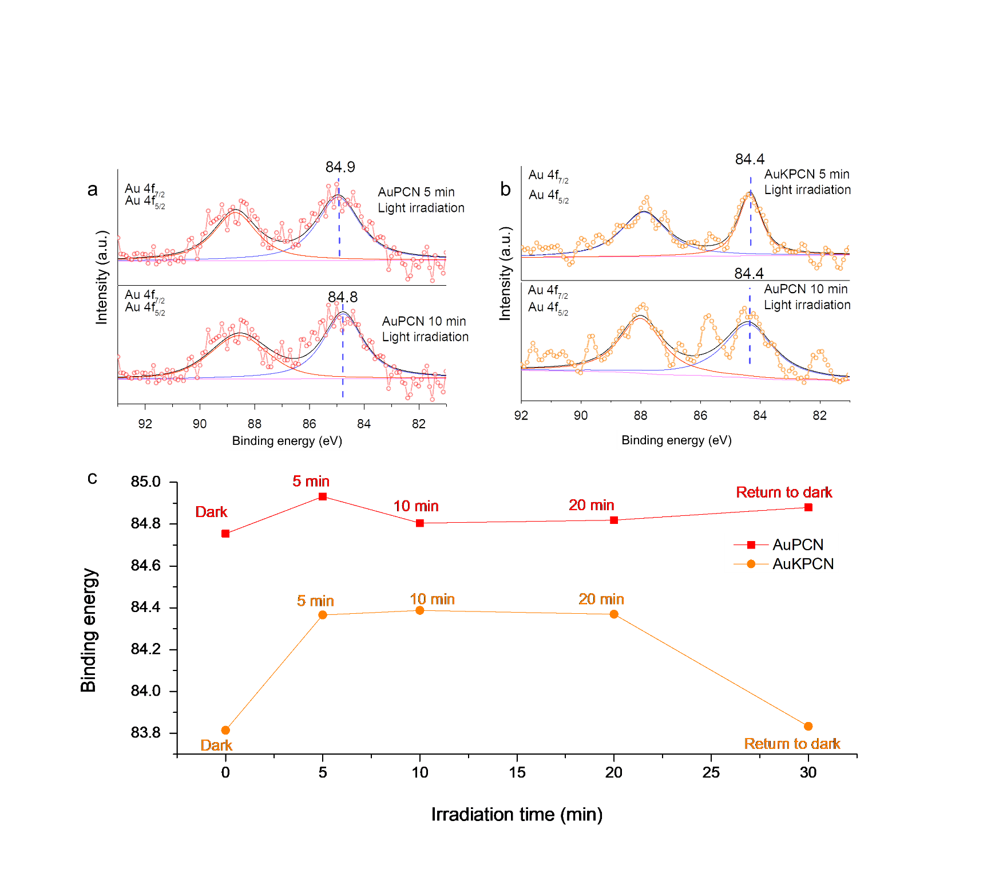 a
Au 4f7/2
Au 4f5/2
84.9
AuPCN 5 min
Light irradiation
Au 4f7/2
Au 4f5/2
84.8
AuPCN 10 min
Light irradiation
Intensity (a.u.)
92 90 88 86 84 82
Binding energy (eV)
b
Au 4f7/2
Au 4f5/2
84.4
AuKPCN 5 min
Light irradiation
Au 4f7/2
Au 4f5/2
84.4
AuPCN 10 min
Light irradiation
Intensity (a.u.)
92 90 88 86 84 82
Binding energy (eV)
c
85.0
84.8
84.6
84.4
84.2
84.0
83.8
Binding energy
Dark
5 min
10 min
20 min
Return to dark
AuPCN
AuKPCN
5 min
10 min
20 min
Dark
Return to dark
0 5 10 15 20 25 30
Irradiation time (min)